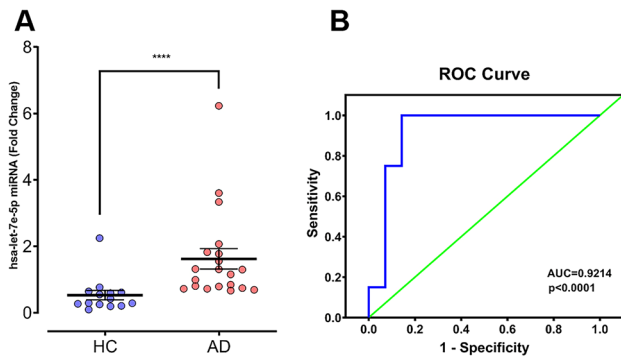 A
hsa-let-7e-5p miRNA (Fold Change)
8
6
4
2
0
****
HC
AD
B
ROC Curve
Sensitivity
1.0
0.8
0.6
0.4
0.2
0.0
AUC=0.9214
p<0.0001
0.0
0.2
0.4
0.6
0.8
1.0
1 - Specificity